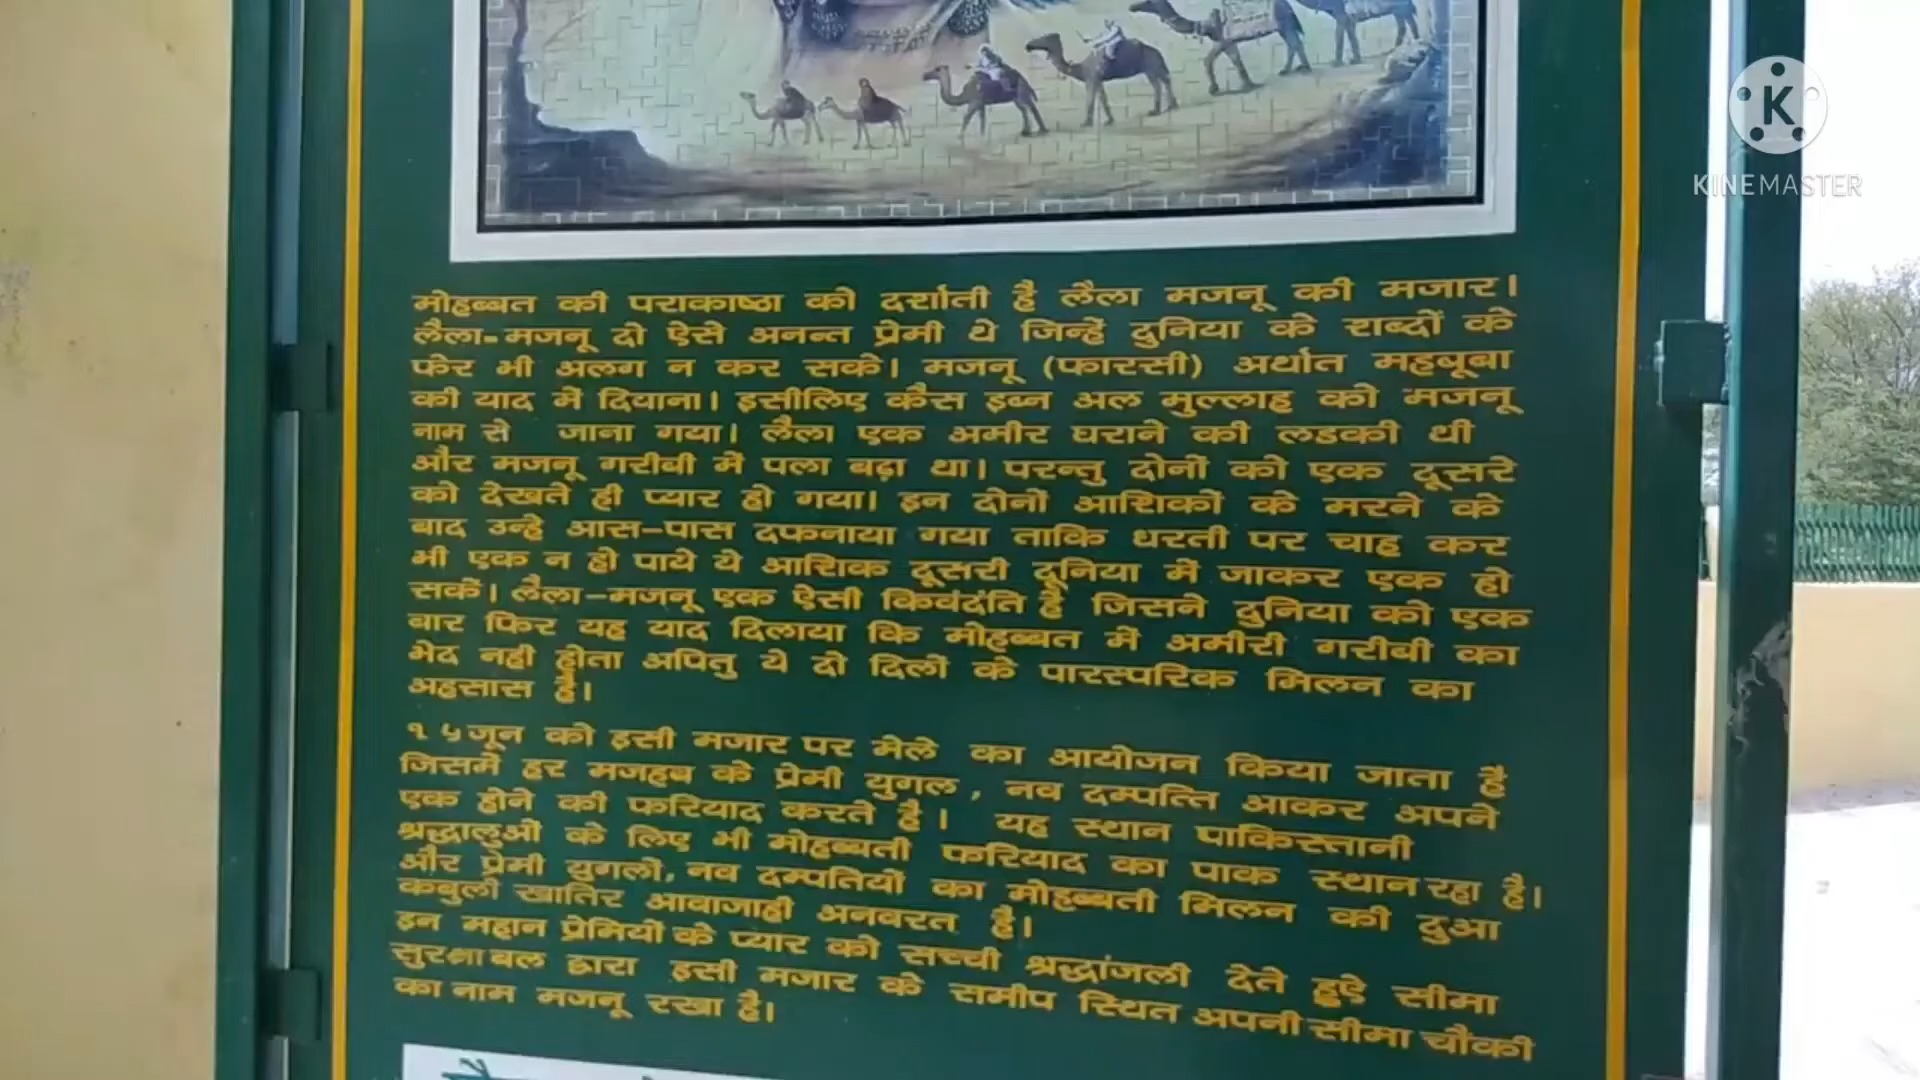 KINEMASTER
मोहब्बत की पराकाष्ठा को दर्शाती है लैला मजनू की मजार।
लैला-मजनू दो ऐसे अनन्त प्रेमी थे जिन्हें दुनिया के शब्दों के
फेर भी अलग न कर सके। मजनू (फारसी) अर्थात महबूबा
की याद में दिवाना। इसीलिए कैस इब्न अल मुल्लाह को मजनू
नाम से जाना गया। लैला एक अमीर घराने की लडकी थी
और मजनू गरीबी में पला बढ़ा था। परन्तु दोनों को एक दूसरे
को देखते ही प्यार हो गया। इन दोनों आशिकों के मरने के
बाद उन्हे आस-पास दफनाया गया ताकि धरती पर चाह कर
भी एक न हो पाये ये आशिक दूसरी दूनिया में जाकर एक हो
सकें। लैला-मजनू एक ऐसी किवंदंति है जिसने दुनिया को एक
बार फिर यह याद दिलाया कि मोहब्बत में अमीरी गरीबी का
भेद नही होता अपितु ये दो दिलों के पारस्परिक मिलन का
अहसास है।
१५ जून को इसी मजार पर मेले का आयोजन किया जाता है
जिसमें हर मजहब के प्रेमी युगल, नव दम्पत्ति आकर अपने
एक होने की फरियाद करते है। यह स्थान पाकिस्तानी
श्रद्धालुओं के लिए भी मोहब्बती फरियाद का पाक स्थान रहा है।
और प्रेमी युगलो, नव दम्पतियों का मोहब्बती मिलन की दुआ
कबुली खातिर आवाजाही अनवरत है।
इन महान प्रेमियों के प्यार को सच्ची श्रद्धांजली देते हुऐ सीमा
सुरक्षा बल द्वारा इसी मजार के समीप स्थित अपनी सीमा चौकी
का नाम मजनू रखा है।